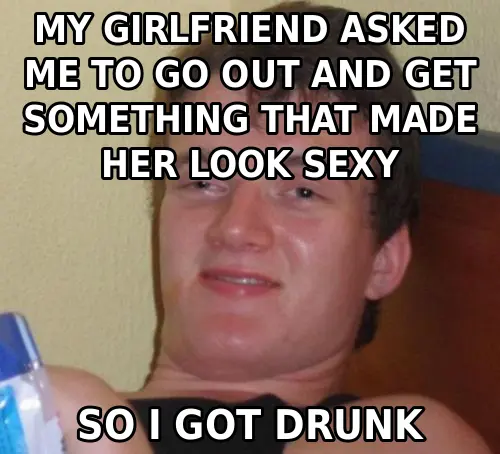 MY GIRLFRIEND ASKED
ME TO GO OUT AND GET
SOMETHING THAT MADE
HER LOOK SEXY
SO I GOT DRUNK